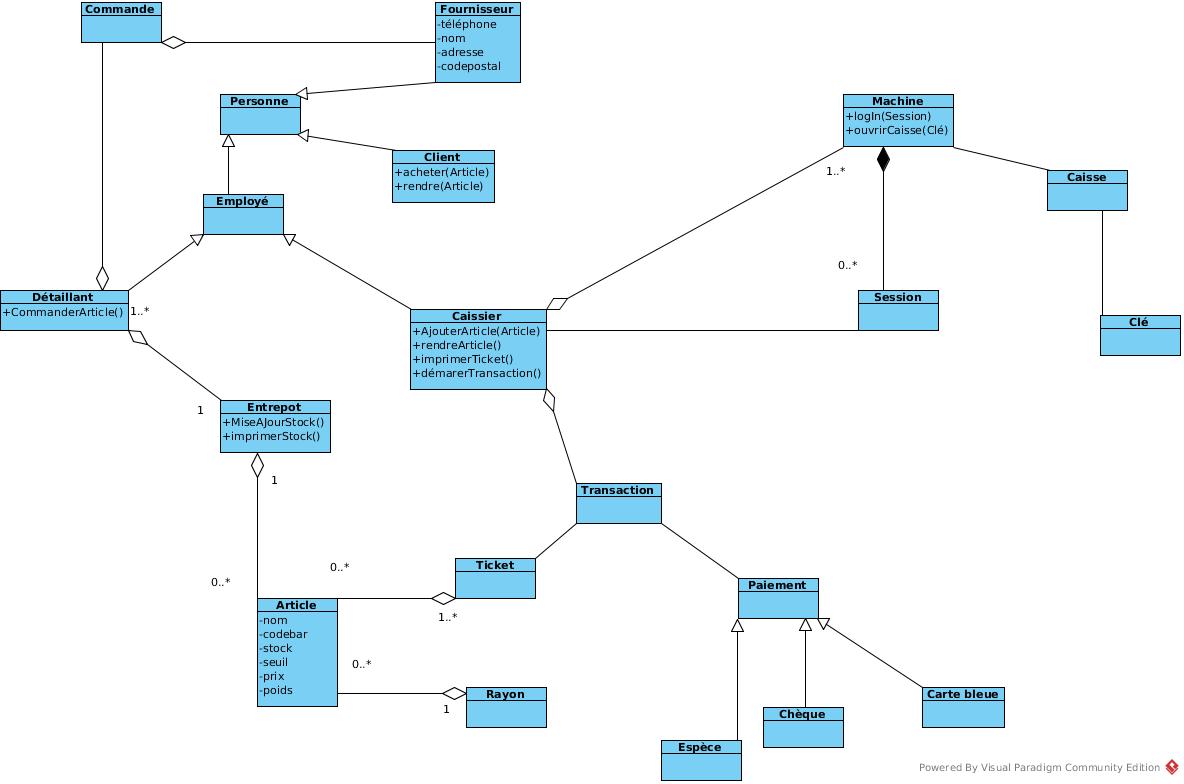 Commande
Fournisseur
-téléphone
-nom
-adresse
-codepostal
Personne
Client
+acheter(Article)
+rendre(Article)
Machine
+logIn(Session)
+ouvrirCaisse(Clé)
1..*
Caisse
Employé
0..*
Détaillant
+CommanderArticle()
1..*
Session
Caissier
+AjouterArticle(Article)
+rendreArticle()
+imprimerTicket()
+démarerTransaction()
Clé
1
Entrepot
+MiseAJourStock()
+imprimerStock()
1
Transaction
0..*
0..*
Ticket
1..*
Paiement
Article
-nom
-codebar
-stock
-seuil
-prix
-poids
0..*
1
Rayon
Carte bleue
Chèque
Espèce
Powered By Visual Paradigm Community Edition